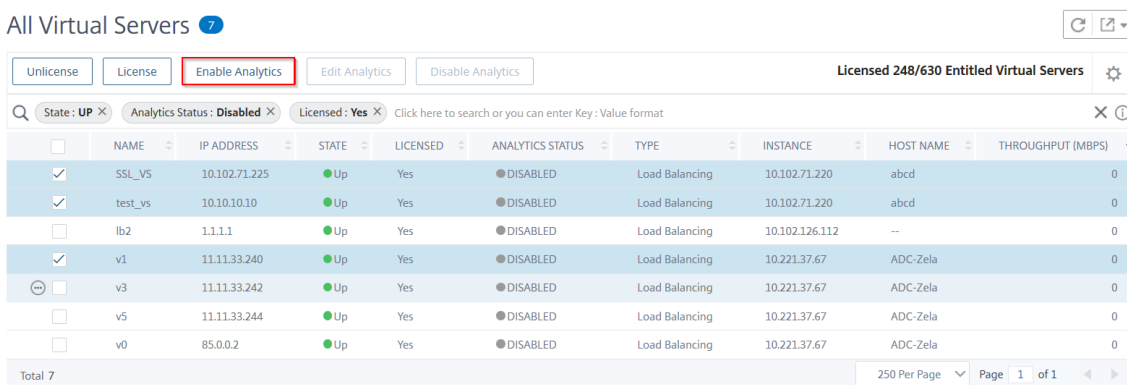 All Virtual Servers 7
Unlicense License Enable Analytics Edit Analytics Disable Analytics Licensed 248/630 Entitled Virtual Servers
State : UP Analytics Status : Disabled Licensed : Yes Click here to search or you can enter Key : Value format
NAME IP ADDRESS STATE LICENSED ANALYTICS STATUS TYPE INSTANCE HOST NAME THROUGHPUT (MBPS)
SSL_VS 10.102.71.225 Up Yes DISABLED Load Balancing 10.102.71.220 abcd 0
test_vs 10.10.10.10 Up Yes DISABLED Load Balancing 10.102.71.220 abcd 0
lb2 1.1.1.1 Up Yes DISABLED Load Balancing 10.102.126.112 -- 0
v1 11.11.33.240 Up Yes DISABLED Load Balancing 10.221.37.67 ADC-Zela 0
v3 11.11.33.242 Up Yes DISABLED Load Balancing 10.221.37.67 ADC-Zela 0
v5 11.11.33.244 Up Yes DISABLED Load Balancing 10.221.37.67 ADC-Zela 0
v0 85.0.0.2 Up Yes DISABLED Load Balancing 10.221.37.67 ADC-Zela 0
Total 7 250 Per Page Page 1 of 1